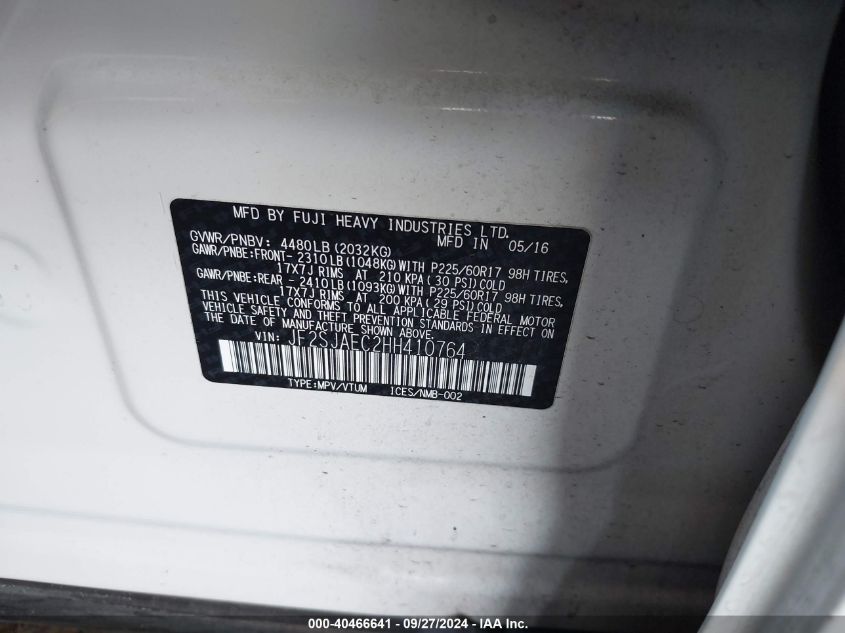 MFD BY FUJI HEAVY INDUSTRIES LTD.
MFD IN 05/16
GVWR/PNBV: 4480LB (2032KG)
GAWR/PNBE:FRONT- 2310LB (1048KG) WITH P225/60R17 98H TIRES,
17X7J RIMS AT 210 KPA ( 30 PSI) COLD
GAWR/PNBE:REAR - 2410LB (1093KG) WITH P225/60R17 98H TIRES,
17X7J RIMS AT 200 KPA ( 29 PSI) COLD
THIS VEHICLE CONFORMS TO ALL APPLICABLE FEDERAL MOTOR
VEHICLE SAFETY AND THEFT PREVENTION STANDARDS IN EFFECT ON
THE DATE OF MANUFACTURE SHOWN ABOVE.
VIN: JF2SJAEC2HH410764
TYPE:MPV/VTUM ICES/NMB-002
000-40466641 - 09/27/2024 - IAA Inc.